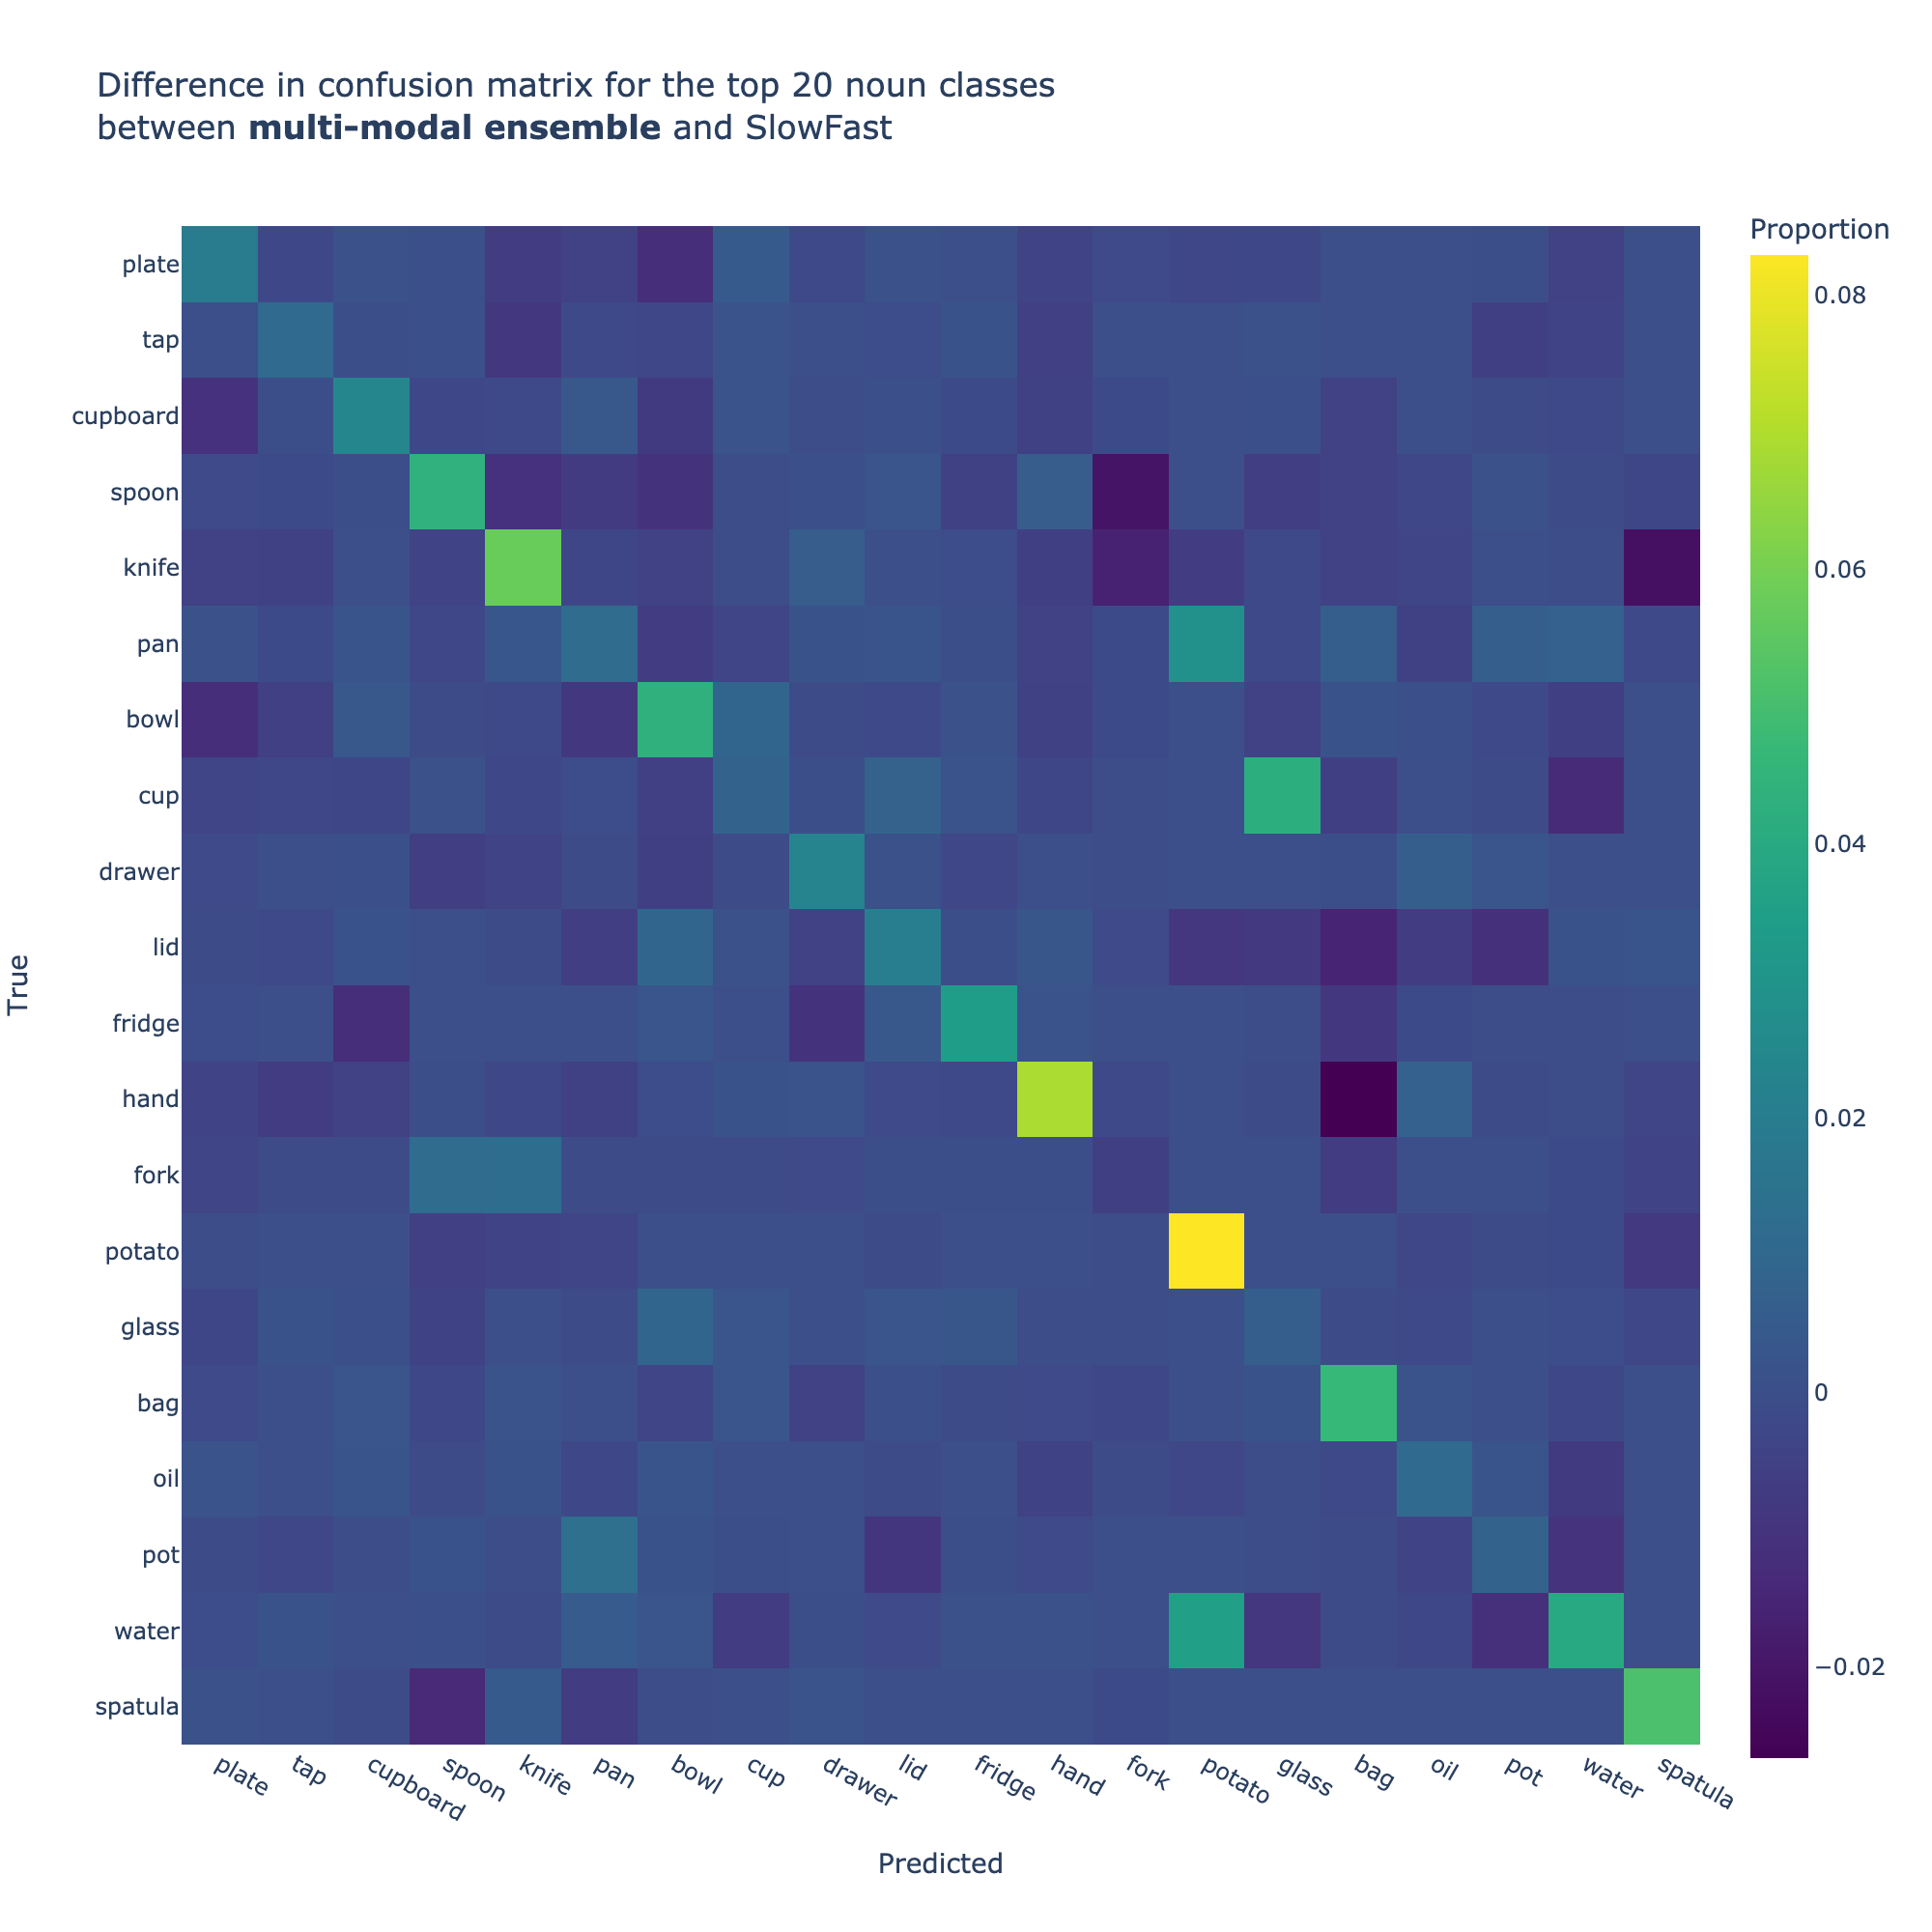 Difference in confusion matrix for the top 20 noun classes
between multi-modal ensemble and SlowFast
Proportion
0.08
0.06
0.04
0.02
0
−0.02
True
plate
tap
cupboard
spoon
knife
pan
bowl
cup
drawer
lid
fridge
hand
fork
potato
glass
bag
oil
pot
water
spatula
plate
tap
cupboard
spoon
knife
pan
bowl
cup
drawer
lid
fridge
hand
fork
potato
glass
bag
oil
pot
water
spatula
Predicted